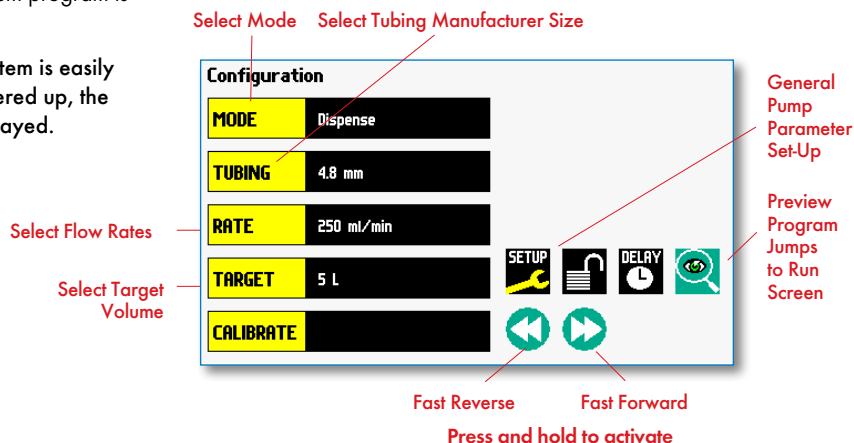 em program is
Select Mode
Select Tubing Manufacturer Size
tem is easily
ered up, the
ayed.
Configuration
MODE
Dispense
TUBING
4.8 mm
RATE
250 ml/min
TARGET
5 L
CALIBRATE
Select Flow Rates
Select Target
Volume
SETUP
DELAY
General
Pump
Parameter
Set-Up
Preview
Program
Jumps
to Run
Screen
Fast Reverse
Fast Forward
Press and hold to activate